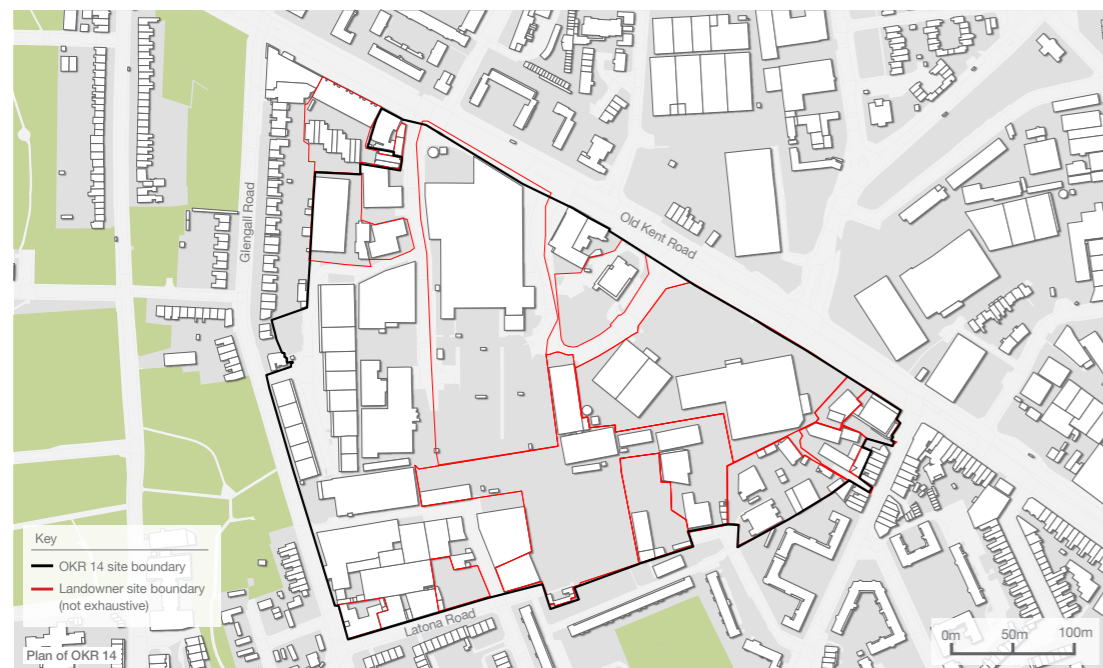 Glengall Road
Old Kent Road
Latona Road
Key
OKR 14 site boundary
Landowner site boundary
(not exhaustive)
Plan of OKR 14
0m 50m 100m